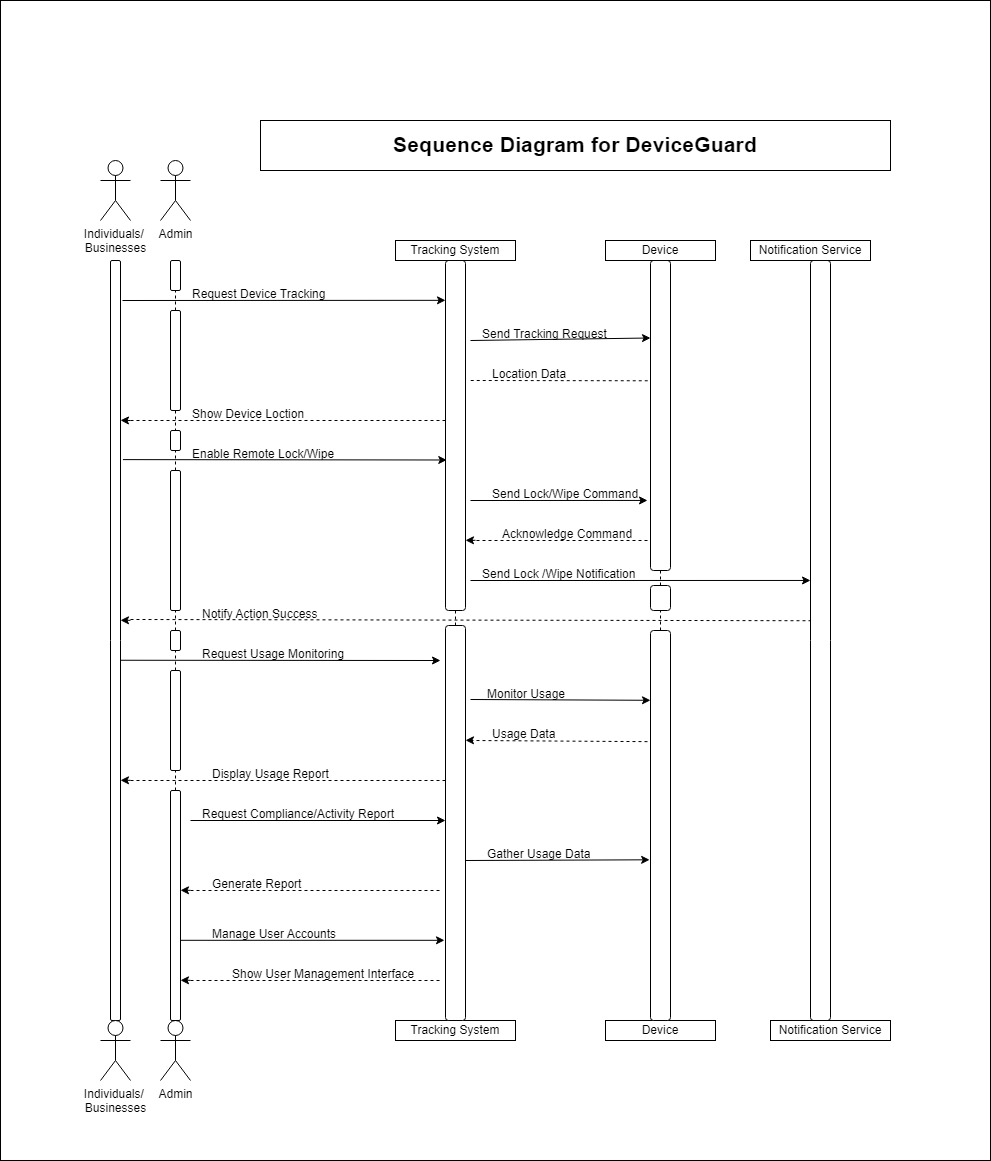 Sequence Diagram for DeviceGuard
Individuals/
Businesses
Admin
Tracking System
Device
Notification Service
Request Device Tracking
Send Tracking Request
Location Data
Show Device Loction
Enable Remote Lock/Wipe
Send Lock/Wipe Command
Acknowledge Command
Send Lock /Wipe Notification
Notify Action Success
Request Usage Monitoring
Monitor Usage
Usage Data
Display Usage Report
Request Compliance/Activity Report
Gather Usage Data
Generate Report
Manage User Accounts
Show User Management Interface
Tracking System
Device
Notification Service
Individuals/
Businesses
Admin